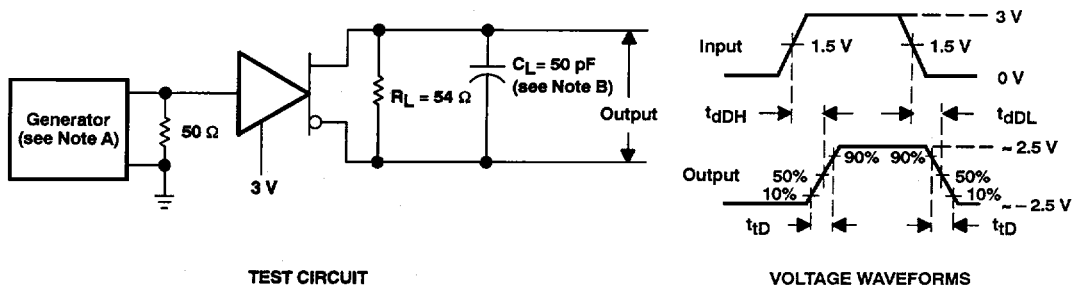 Generator
(see Note A)
50 Ω
3 V
R_L = 54 Ω
C_L = 50 pF
(see Note B)
Output
TEST CIRCUIT
3 V
Input
1.5 V
1.5 V
0 V
t_dDH
t_dDL
~ 2.5 V
90%
90%
Output
50%
50%
10%
10%
~ – 2.5 V
t_tD
t_tD
VOLTAGE WAVEFORMS